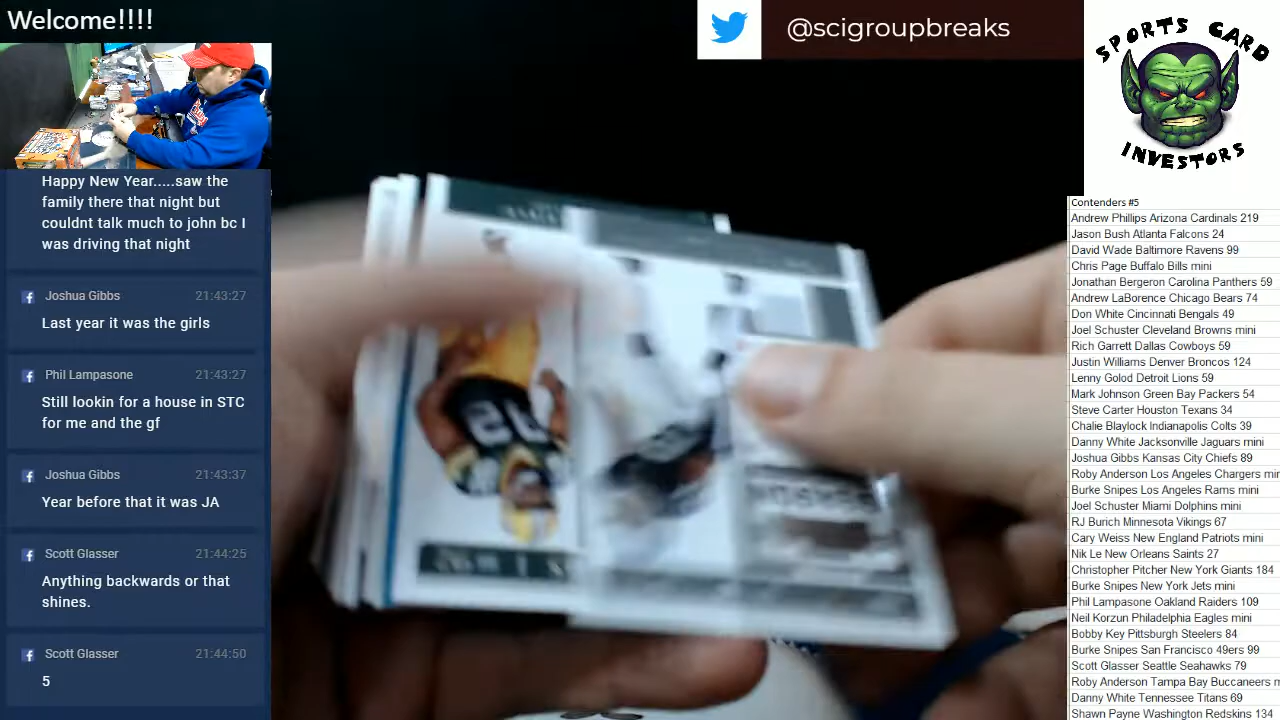 Welcome!!!!
@scigroupbreaks
SPORTS CARD
INVESTORS
Happy New Year.....saw the
family there that night but
couldnt talk much to john bc I
was driving that night
Joshua Gibbs 21:43:27
Last year it was the girls
Phil Lampasone 21:43:27
Still lookin for a house in STC
for me and the gf
Joshua Gibbs 21:43:37
Year before that it was JA
Scott Glasser 21:44:25
Anything backwards or that
shines.
Scott Glasser 21:44:50
5
Contenders #5
Andrew Phillips Arizona Cardinals 219
Jason Bush Atlanta Falcons 24
David Wade Baltimore Ravens 99
Chris Page Buffalo Bills mini
Jonathan Bergeron Carolina Panthers 59
Andrew LaBorence Chicago Bears 74
Don White Cincinnati Bengals 49
Joel Schuster Cleveland Browns mini
Rich Garrett Dallas Cowboys 59
Justin Williams Denver Broncos 124
Lenny Golod Detroit Lions 59
Mark Johnson Green Bay Packers 54
Steve Carter Houston Texans 34
Chalie Blaylock Indianapolis Colts 39
Danny White Jacksonville Jaguars mini
Joshua Gibbs Kansas City Chiefs 89
Roby Anderson Los Angeles Chargers mi
Burke Snipes Los Angeles Rams mini
Joel Schuster Miami Dolphins mini
RJ Burich Minnesota Vikings 67
Cary Weiss New England Patriots mini
Nik Le New Orleans Saints 27
Christopher Pitcher New York Giants 184
Burke Snipes New York Jets mini
Phil Lampasone Oakland Raiders 109
Neil Korzun Philadelphia Eagles mini
Bobby Key Pittsburgh Steelers 84
Burke Snipes San Francisco 49ers 99
Scott Glasser Seattle Seahawks 79
Roby Anderson Tampa Bay Buccaneers m
Danny White Tennessee Titans 69
Shawn Payne Washington Redskins 134